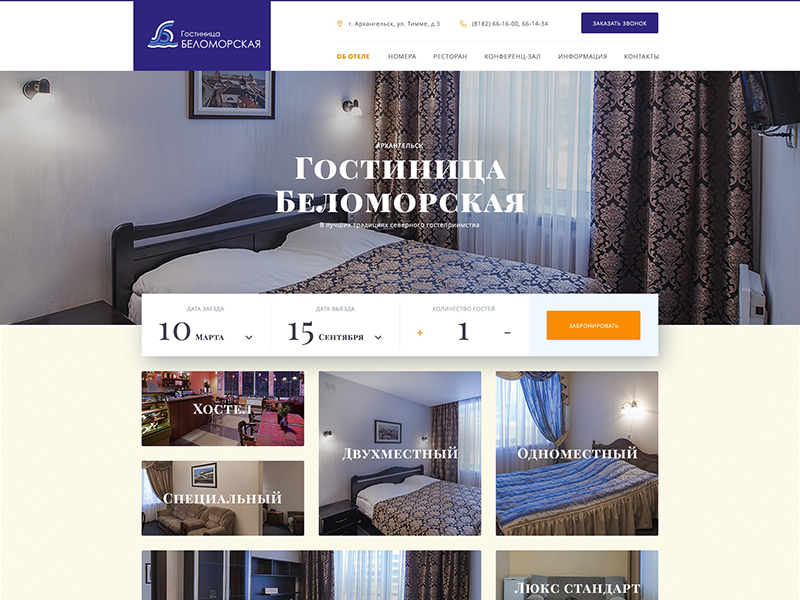 Гостиница
БЕЛОМОРСКАЯ
г. Архангельск, ул. Тимме, д.3
(8182) 66-16-00, 66-14-34
ЗАКАЗАТЬ ЗВОНОК
ОБ ОТЕЛЕ
НОМЕРА
РЕСТОРАН
КОНФЕРЕНЦ-ЗАЛ
ИНФОРМАЦИЯ
КОНТАКТЫ
АРХАНГЕЛЬСК
Гостиница
Беломорская
В лучших традициях северного гостеприимства
ДАТА ЗАЕЗДА
10 Марта
ДАТА ВЫЕЗДА
15 Сентября
КОЛИЧЕСТВО ГОСТЕЙ
+ 1 -
ЗАБРОНИРОВАТЬ
Хостел
Двухместный
Одноместный
Специальный
Люкс стандарт